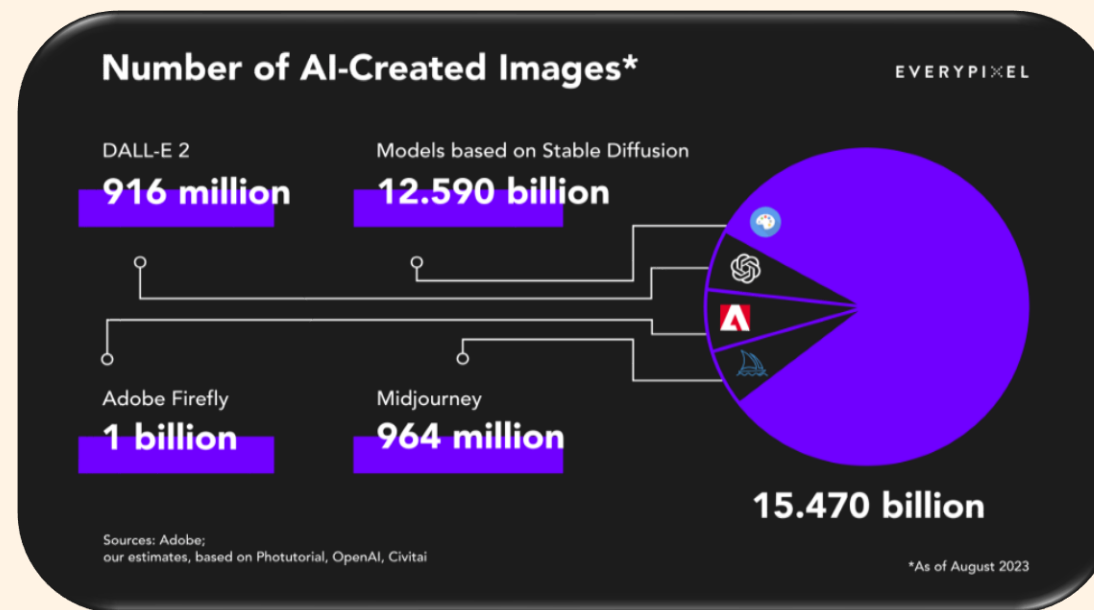 Number of AI-Created Images*
EVERYPIXEL
DALL-E 2
916 million
Models based on Stable Diffusion
12.590 billion
Adobe Firefly
1 billion
Midjourney
964 million
15.470 billion
Sources: Adobe;
our estimates, based on Photutorial, OpenAI, Civitai
*As of August 2023